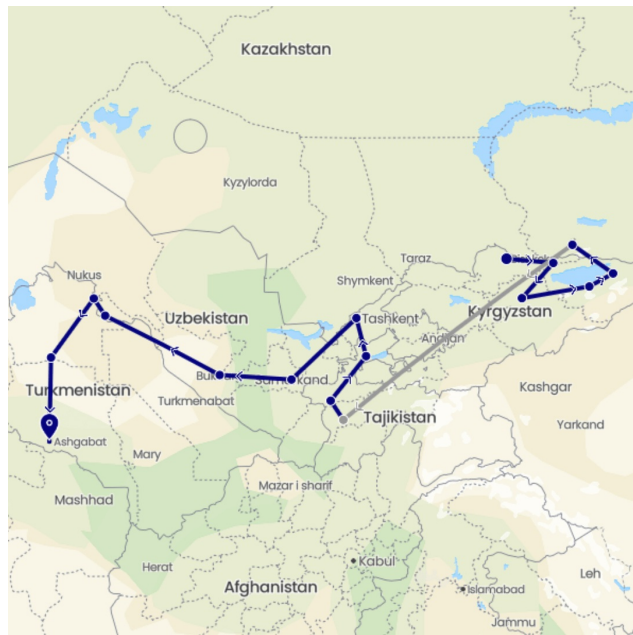 Kazakhstan
Kyzylorda
Taraz
Shymkent
Nukus
Uzbekistan
Tashkent
Kyrgyzstan
Andijan
Turkmenistan
Samarkand
Turkmenabat
Kashgar
Tajikistan
Yarkand
Ashgabat
Mary
Mashhad
Mazar i sharif
Herat
Kabul
Afghanistan
Islamabad
Leh
Jammu